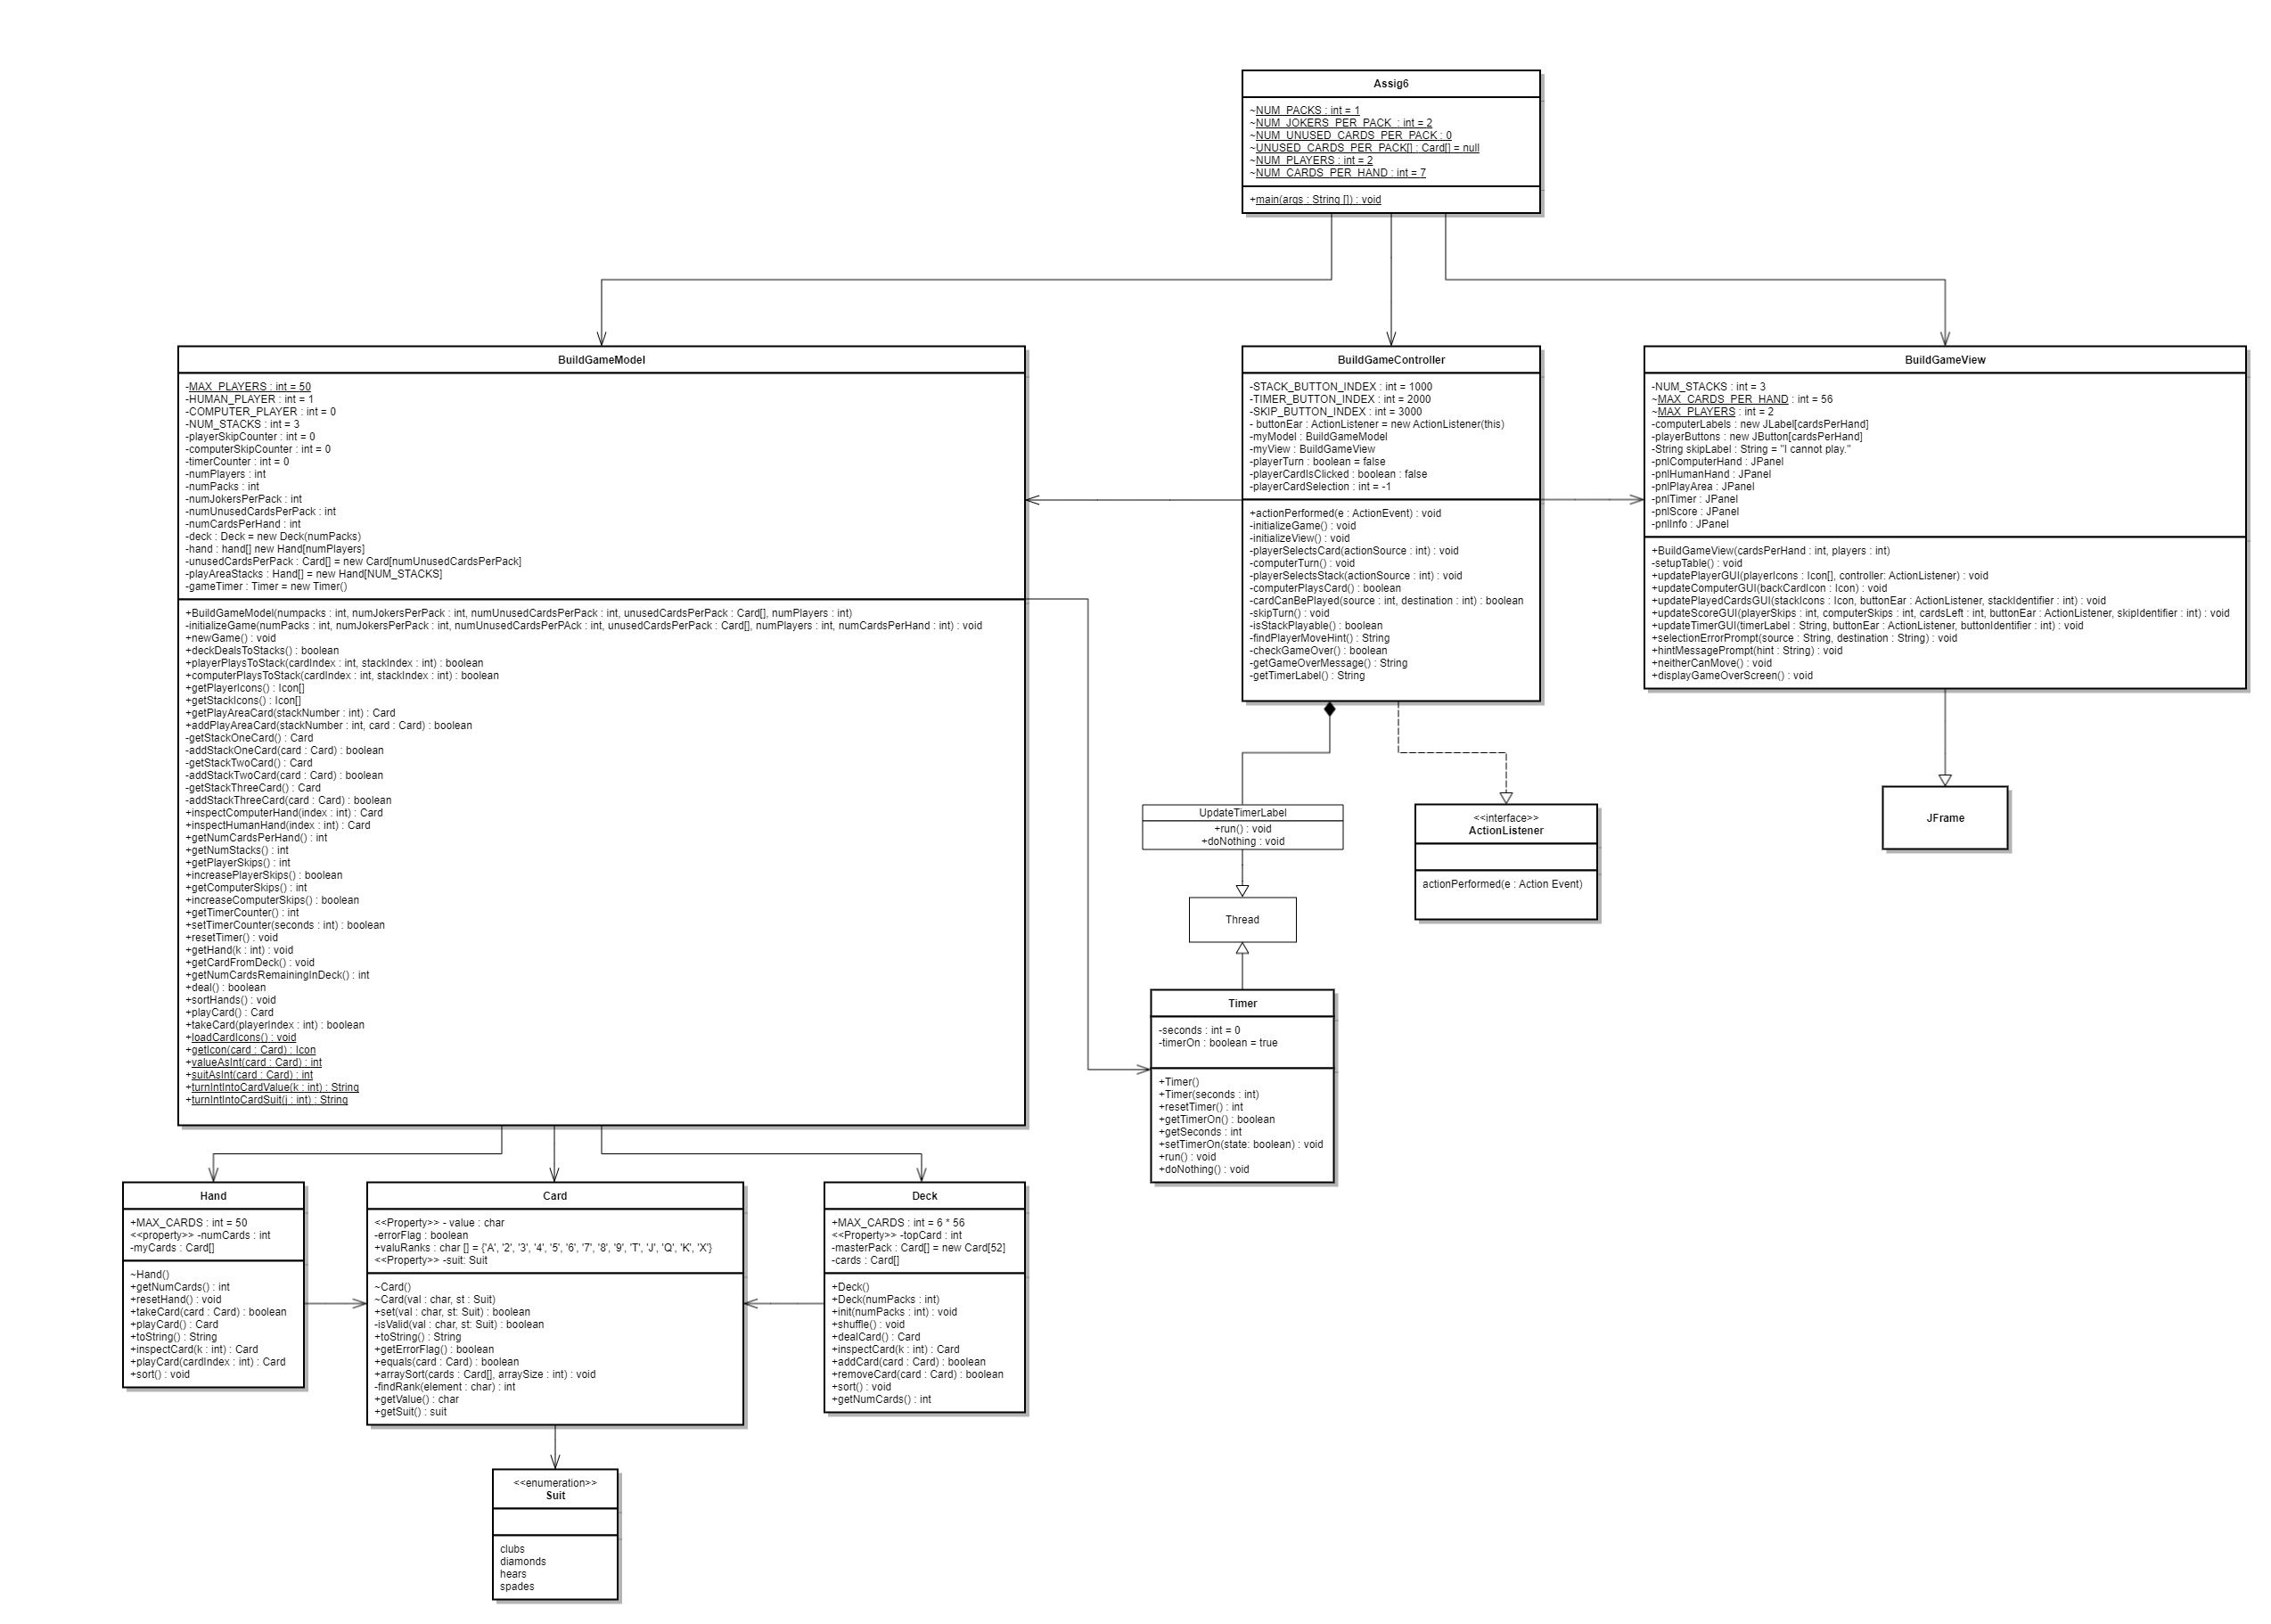 Assig6
~NUM_PACKS : int = 1
~NUM_JOKERS_PER_PACK : int = 2
~NUM_UNUSED_CARDS_PER_PACK : 0
~UNUSED_CARDS_PER_PACK[] : Card[] = null
~NUM_PLAYERS : int = 2
~NUM_CARDS_PER_HAND : int = 7
+main(args : String []) : void
BuildGameModel
-MAX_PLAYERS : int = 50
-HUMAN_PLAYER : int = 1
-COMPUTER_PLAYER : int = 0
-NUM_STACKS : int = 3
-playerSkipCounter : int = 0
-computerSkipCounter : int = 0
-timerCounter : int = 0
-numPlayers : int
-numPacks : int
-numJokersPerPack : int
-numUnusedCardsPerPack : int
-numCardsPerHand : int
-deck : Deck = new Deck(numPacks)
-hand : hand[] new Hand[numPlayers]
-unusedCardsPerPack : Card[] = new Card[numUnusedCardsPerPack]
-playAreaStacks : Hand[] = new Hand[NUM_STACKS]
-gameTimer : Timer = new Timer()
+BuildGameModel(numpacks : int, numJokersPerPack : int, numUnusedCardsPerPack : int, unusedCardsPerPack : Card[], numPlayers : int)
-initializeGame(numPacks : int, numJokersPerPack : int, numUnusedCardsPerPAck : int, unusedCardsPerPack : Card[], numPlayers : int, numCardsPerHand : int) : void
+newGame() : void
+deckDealsToStacks() : boolean
+playerPlaysToStack(cardIndex : int, stackIndex : int) : boolean
+computerPlaysToStack(cardIndex : int, stackIndex : int) : boolean
+getPlayerIcons() : Icon[]
+getStackIcons() : Icon[]
+getPlayAreaCard(stackNumber : int) : Card
+addPlayAreaCard(stackNumber : int, card : Card) : boolean
-getStackOneCard() : Card
-addStackOneCard(card : Card) : boolean
-getStackTwoCard() : Card
-addStackTwoCard(card : Card) : boolean
-getStackThreeCard() : Card
-addStackThreeCard(card : Card) : boolean
+inspectComputerHand(index : int) : Card
+inspectHumanHand(index : int) : Card
+getNumCardsPerHand() : int
+getNumStacks() : int
+getPlayerSkips() : int
+increasePlayerSkips() : boolean
+getComputerSkips() : int
+increaseComputerSkips() : boolean
+getTimerCounter() : int
+setTimerCounter(seconds : int) : boolean
+resetTimer() : void
+getHand(k : int) : void
+getCardFromDeck() : void
+getNumCardsRemainingInDeck() : int
+deal() : boolean
+sortHands() : void
+playCard() : Card
+takeCard(playerIndex : int) : boolean
+loadCardIcons() : void
+getIcon(card : Card) : Icon
+valueAsInt(card : Card) : int
+suitAsInt(card : Card) : int
+turnIntIntoCardValue(k : int) : String
+turnIntIntoCardSuit(j : int) : String
BuildGameController
-STACK_BUTTON_INDEX : int = 1000
-TIMER_BUTTON_INDEX : int = 2000
-SKIP_BUTTON_INDEX : int = 3000
- buttonEar : ActionListener = new ActionListener(this)
-myModel : BuildGameModel
-myView : BuildGameView
-playerTurn : boolean = false
-playerCardIsClicked : boolean : false
-playerCardSelection : int = -1
+actionPerformed(e : ActionEvent) : void
-initializeGame() : void
-initializeView() : void
-playerSelectsCard(actionSource : int) : void
-computerTurn() : void
-playerSelectsStack(actionSource : int) : void
-computerPlaysCard() : boolean
-cardCanBePlayed(source : int, destination : int) : boolean
-skipTurn() : void
-isStackPlayable() : boolean
-findPlayerMoveHint() : String
-checkGameOver() : boolean
-getGameOverMessage() : String
-getTimerLabel() : String
BuildGameView
-NUM_STACKS : int = 3
~MAX_CARDS_PER_HAND : int = 56
~MAX_PLAYERS : int = 2
-computerLabels : new JLabel[cardsPerHand]
-playerButtons : new JButton[cardsPerHand]
-String skipLabel : String = "I cannot play."
-pnlComputerHand : JPanel
-pnlHumanHand : JPanel
-pnlPlayArea : JPanel
-pnlTimer : JPanel
-pnlScore : JPanel
-pnlInfo : JPanel
+BuildGameView(cardsPerHand : int, players : int)
-setupTable() : void
+updatePlayerGUI(playerIcons : Icon[], controller: ActionListener) : void
+updateComputerGUI(backCardIcon : Icon) : void
+updatePlayedCardsGUI(stackIcons : Icon, buttonEar : ActionListener, stackIdentifier : int) : void
+updateScoreGUI(playerSkips : int, computerSkips : int, cardsLeft : int, buttonEar : ActionListener, skipIdentifier : int) : void
+updateTimerGUI(timerLabel : String, buttonEar : ActionListener, buttonIdentifier : int) : void
+selectionErrorPrompt(source : String, destination : String) : void
+hintMessagePrompt(hint : String) : void
+neitherCanMove() : void
+displayGameOverScreen() : void
UpdateTimerLabel
+run() : void
+doNothing : void
<<interface>>
ActionListener
actionPerformed(e : Action Event)
JFrame
Thread
Timer
-seconds : int = 0
-timerOn : boolean = true
+Timer()
+Timer(seconds : int)
+resetTimer() : int
+getTimerOn() : boolean
+getSeconds : int
+setTimerOn(state: boolean) : void
+run() : void
+doNothing() : void
Hand
+MAX_CARDS : int = 50
<<property>> -numCards : int
-myCards : Card[]
~Hand()
+getNumCards() : int
+resetHand() : void
+takeCard(card : Card) : boolean
+playCard() : Card
+toString() : String
+inspectCard(k : int) : Card
+playCard(cardIndex : int) : Card
+sort() : void
Card
<<Property>> - value : char
-errorFlag : boolean
+valuRanks : char [] = {'A', '2', '3', '4', '5', '6', '7', '8', '9', 'T', 'J', 'Q', 'K', 'X'}
<<Property>> -suit: Suit
~Card()
~Card(val : char, st : Suit)
+set(val : char, st: Suit) : boolean
-isValid(val : char, st: Suit) : boolean
+toString() : String
+getErrorFlag() : boolean
+equals(card : Card) : boolean
+arraySort(cards : Card[], arraySize : int) : void
-findRank(element : char) : int
+getValue() : char
+getSuit() : suit
Deck
+MAX_CARDS : int = 6 * 56
<<Property>> -topCard : int
-masterPack : Card[] = new Card[52]
-cards : Card[]
+Deck()
+Deck(numPacks : int)
+init(numPacks : int) : void
+shuffle() : void
+dealCard() : Card
+inspectCard(k : int) : Card
+addCard(card : Card) : boolean
+removeCard(card : Card) : boolean
+sort() : void
+getNumCards() : int
<<enumeration>>
Suit
clubs
diamonds
hears
spades